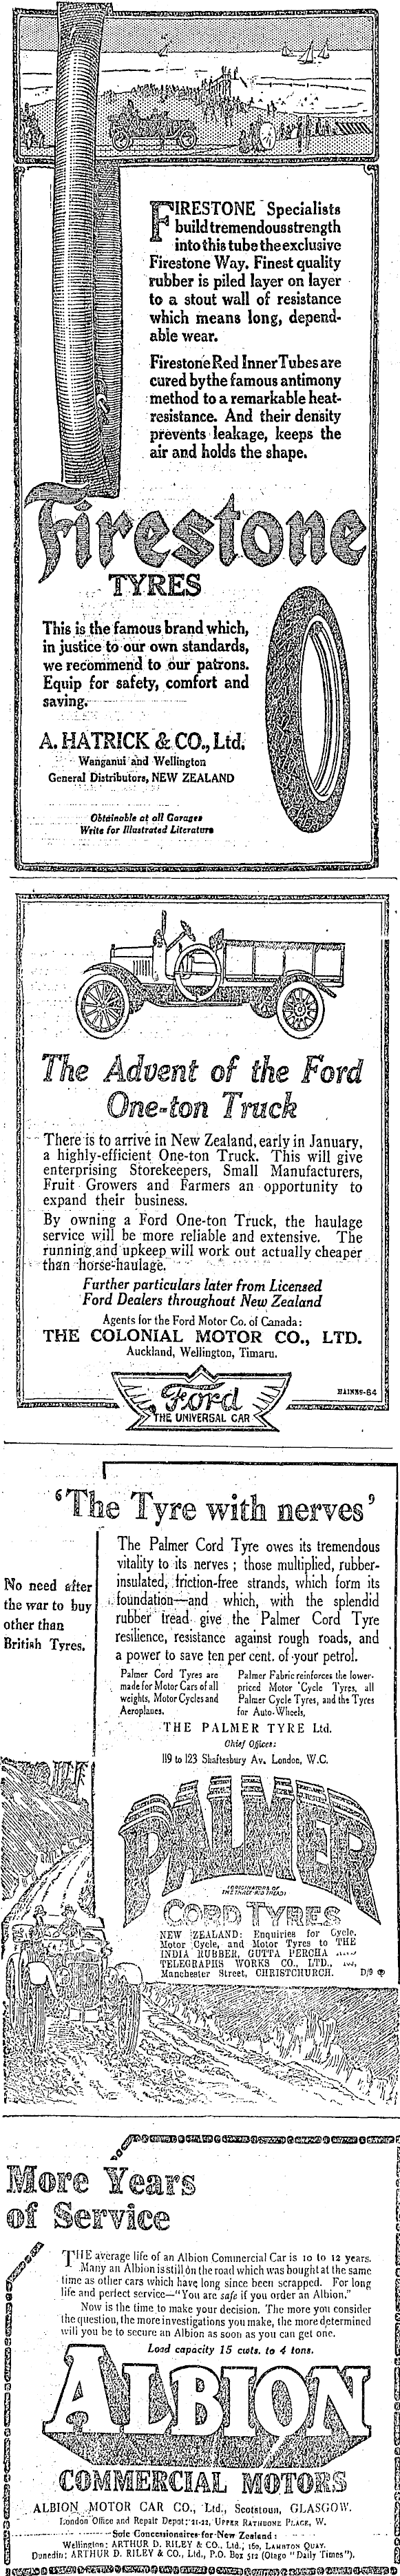 FIRESTONE Specialists
build tremendous strength
into this tube the exclusive
Firestone Way. Finest quality
rubber is piled layer on layer
to a stout wall of resistance
which means long, depend-
able wear.
Firestone Red Inner Tubes are
cured by the famous antimony
method to a remarkable heat-
resistance. And their density
prevents leakage, keeps the
air and holds the shape.
Firestone
TYRES
This is the famous brand which,
in justice to our own standards,
we recommend to our patrons.
Equip for safety, comfort and
saving.
A. HATRICK & CO., Ltd.
Wanganui and Wellington
General Distributors, NEW ZEALAND
Obtainable at all Garages
Write for Illustrated Literature
The Advent of the Ford
One-ton Truck
There is to arrive in New Zealand, early in January,
a highly-efficient One-ton Truck. This will give
enterprising Storekeepers, Small Manufacturers,
Fruit Growers and Farmers an opportunity to
expand their business.
By owning a Ford One-ton Truck, the haulage
service will be more reliable and extensive. The
running and upkeep will work out actually cheaper
than horse-haulage.
Further particulars later from Licensed
Ford Dealers throughout New Zealand
Agents for the Ford Motor Co. of Canada:
THE COLONIAL MOTOR CO., LTD.
Auckland, Wellington, Timaru.
HAINES-64
Ford
THE UNIVERSAL CAR
'The Tyre with nerves'
The Palmer Cord Tyre owes its tremendous
vitality to its nerves; those multiplied, rubber-
insulated, friction-free strands, which form its
foundation—and which, with the splendid
rubber tread give the Palmer Cord Tyre
resilience, resistance against rough roads, and
a power to save ten per cent. of your petrol.
No need after
the war to buy
other than
British Tyres.
Palmer Cord Tyres are
made for Motor Cars of all
weights, Motor Cycles and
Aeroplanes.
Palmer Fabric reinforces the lower-
priced Motor Cycle Tyres, all
Palmer Cycle Tyres, and the Tyres
for Auto-Wheels,
THE PALMER TYRE Ltd.
Chief Offices:
119 to 123 Shaftesbury Av. London, W.C.
PALMER
(ORIGINATORS OF
THE THREE-RIB TREAD)
CORD TYRES
NEW ZEALAND: Enquiries for Cycle,
Motor Cycle, and Motor Tyres to THE
INDIA RUBBER, GUTTA PERCHA
TELEGRAPHS WORKS CO., LTD.,
Manchester Street, CHRISTCHURCH. D/9
More Years
of Service
THE average life of an Albion Commercial Car is 10 to 12 years.
Many an Albion is still on the road which was bought at the same
time as other cars which have long since been scrapped. For long
life and perfect service—"You are safe if you order an Albion."
Now is the time to make your decision. The more you consider
the question, the more investigations you make, the more determined
will you be to secure an Albion as soon as you can get one.
Load capacity 15 cwts. to 4 tons.
ALBION
COMMERCIAL MOTORS
ALBION MOTOR CAR CO., Ltd., Scotstoun, GLASGOW.
London Office and Repair Depot: 21-22, UPPER RATHBONE PLACE, W.
Sole Concessionaires for New Zealand:
Wellington: ARTHUR D. RILEY & CO., Ltd., 169, LAMBTON QUAY.
Dunedin: ARTHUR D. RILEY & CO., Ltd., P.O. Box 512 (Otago "Daily Times").